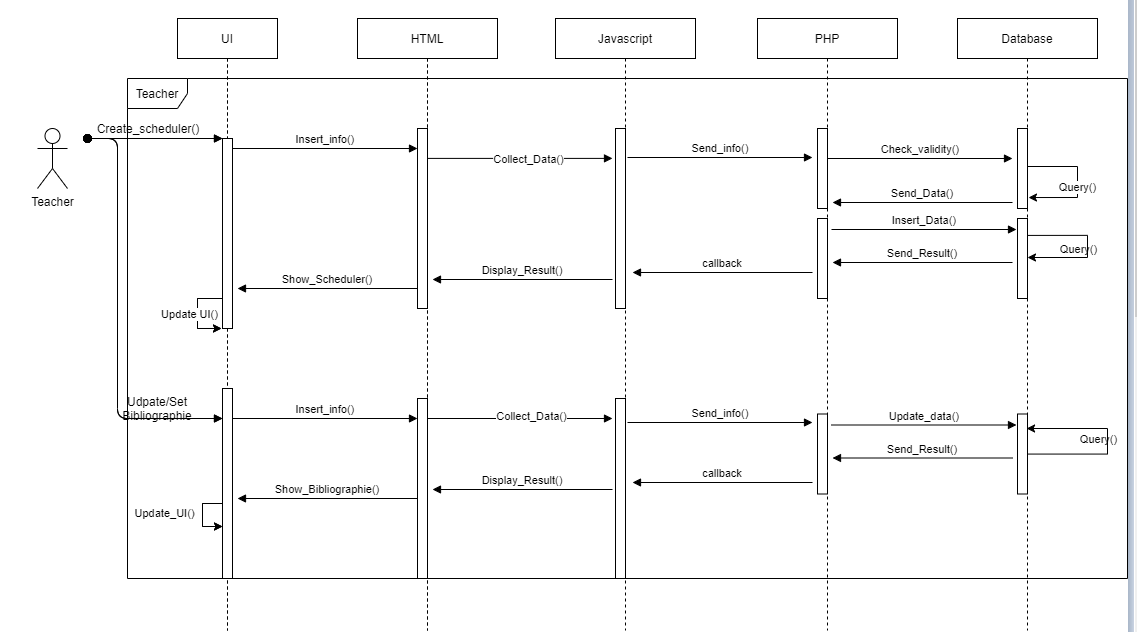 UI
HTML
Javascript
PHP
Database
Teacher
Create_scheduler()
Teacher
Insert_info()
Collect_Data()
Send_info()
Check_validity()
Query()
Send_Data()
Insert_Data()
Query()
Send_Result()
callback
Display_Result()
Show_Scheduler()
Update UI()
Udpate/Set
Bibliographie
Insert_info()
Collect_Data()
Send_info()
Update_data()
Query()
Send_Result()
callback
Display_Result()
Show_Bibliographie()
Update_UI()